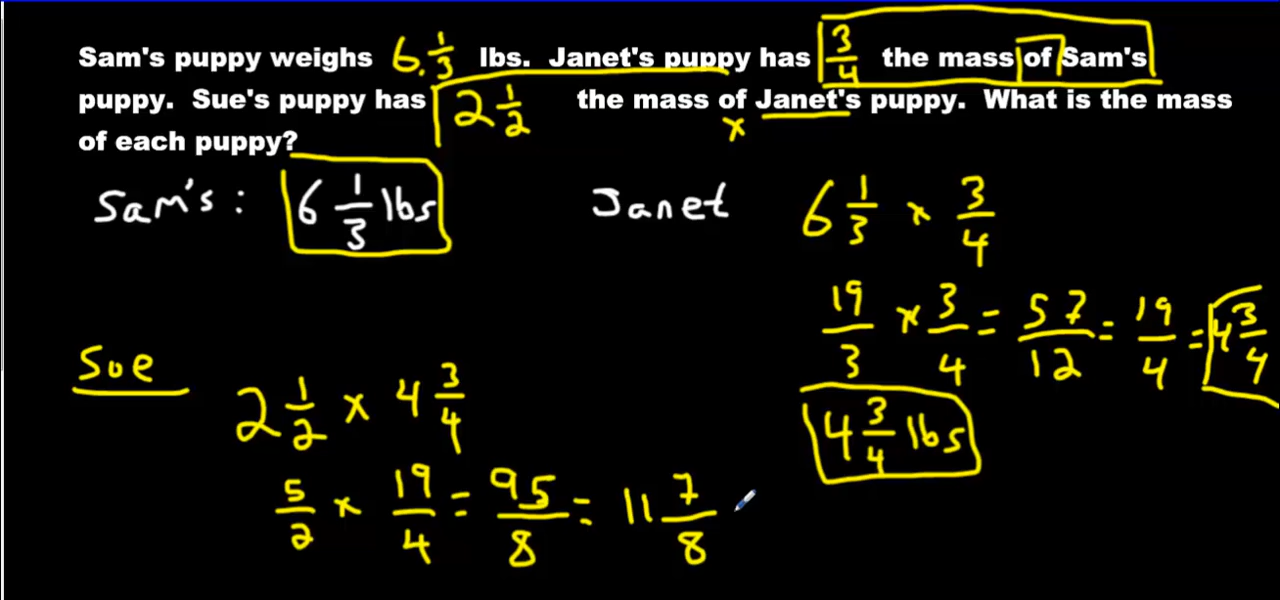 Sam's puppy weighs 6 1/3 lbs. Janet's puppy has 3/4 the mass of Sam's
puppy. Sue's puppy has 2 1/2 the mass of Janet's puppy. What is the mass
x
of each puppy?
Sam's: 6 1/3 lbs
Janet 6 1/3 x 3/4
19/3 x 3/4 = 57/12 = 19/4 = 4 3/4
4 3/4 lbs
Sue
2 1/2 x 4 3/4
5/2 x 19/4 = 95/8 = 11 7/8